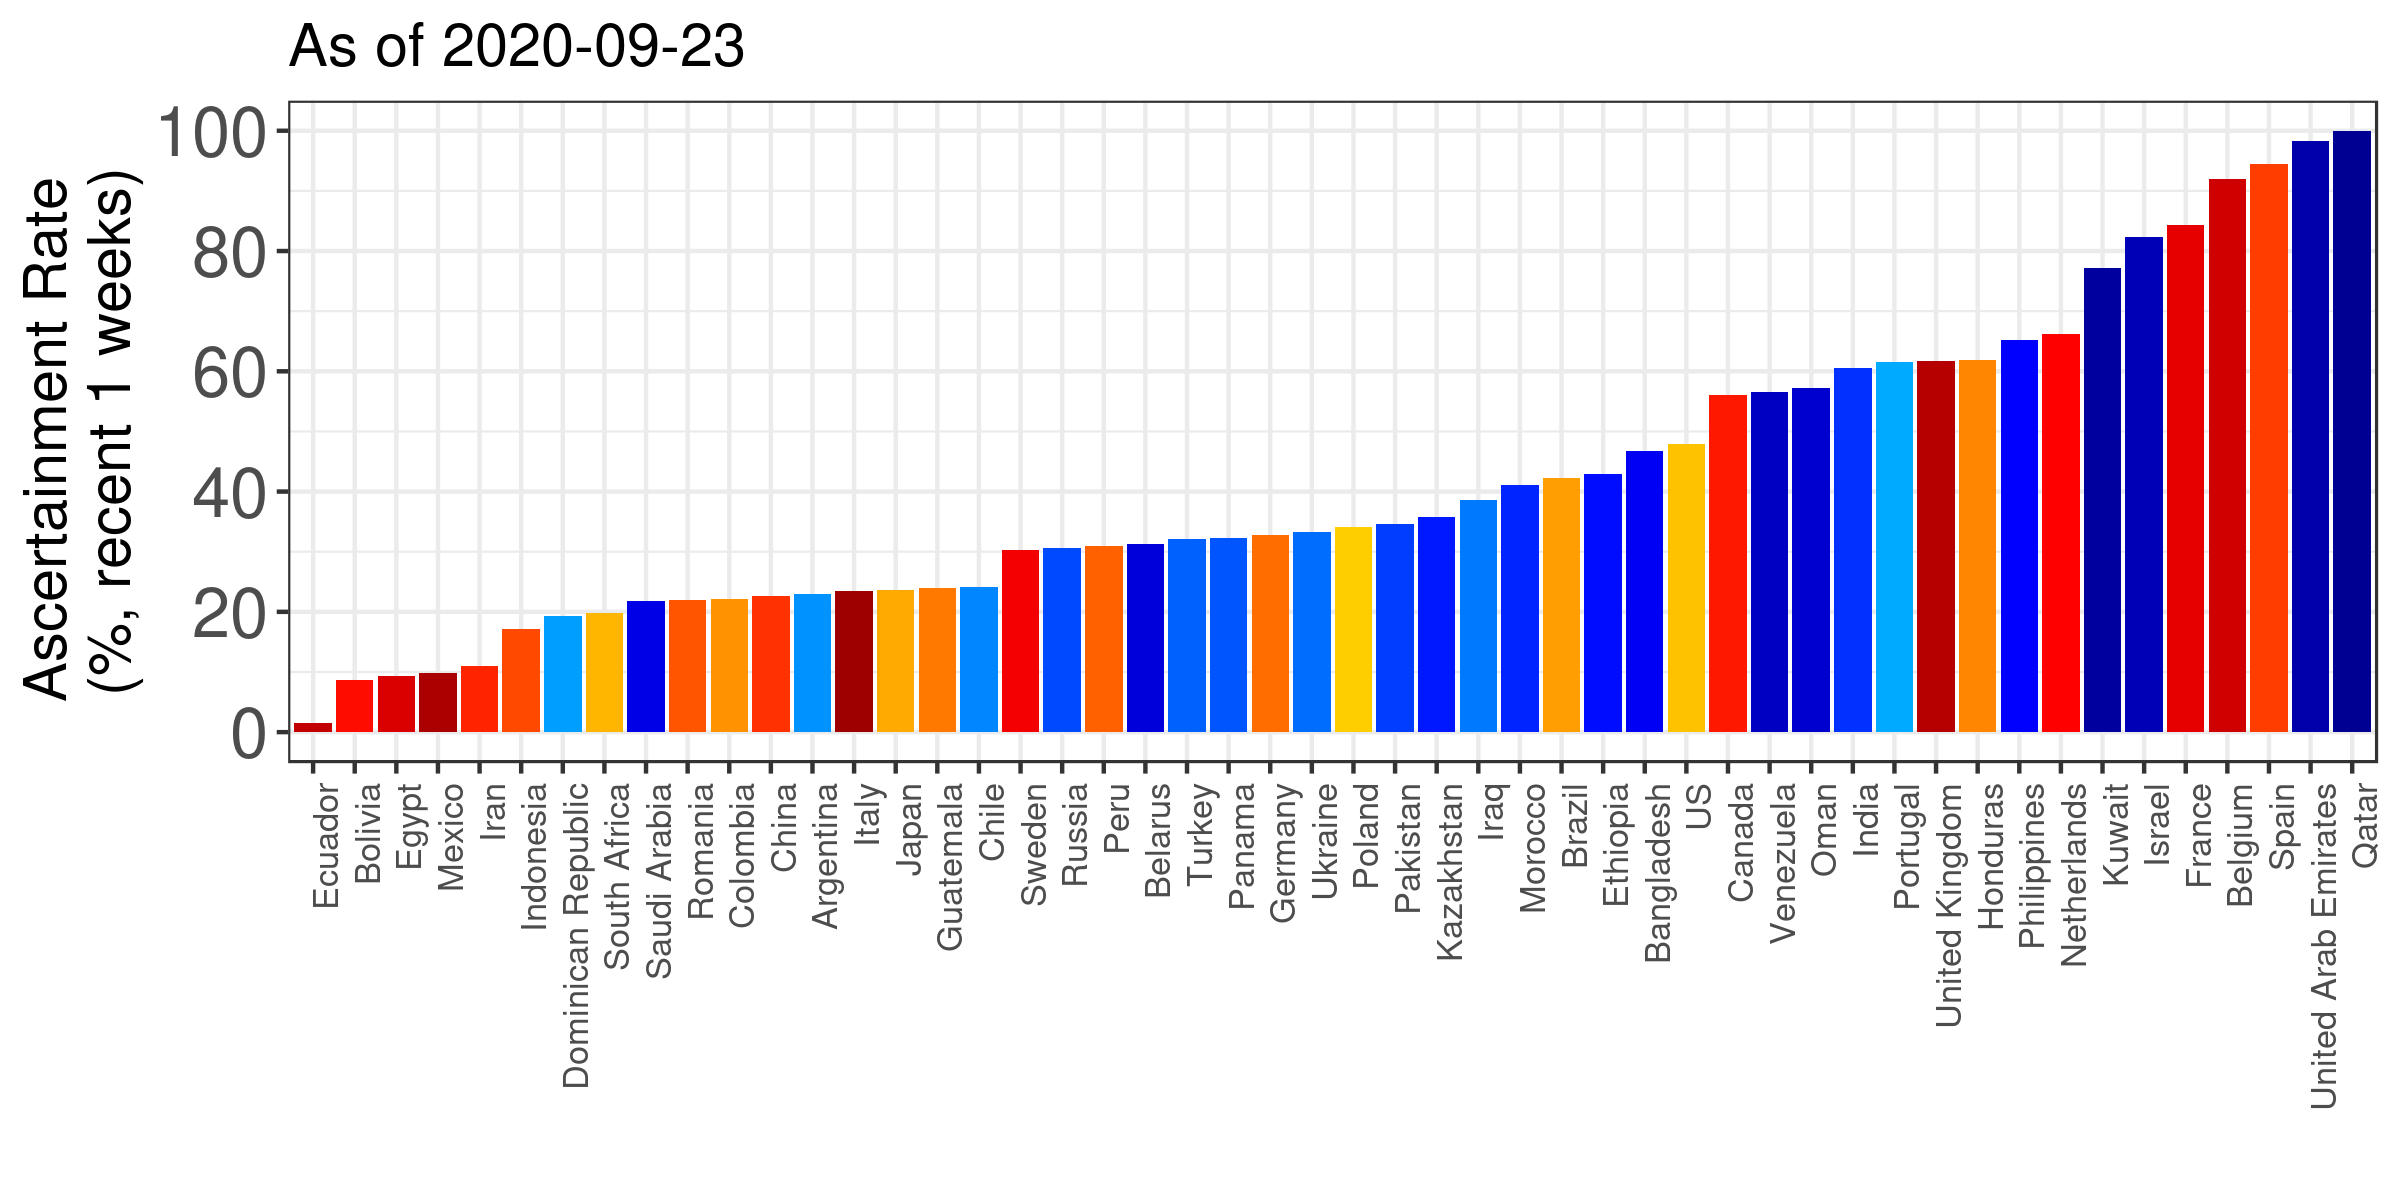 As of 2020-09-23
Ascertainment Rate
(%, recent 1 weeks)
100
80
60
40
20
0
Ecuador
Bolivia
Egypt
Mexico
Iran
Indonesia
Dominican Republic
South Africa
Saudi Arabia
Romania
Colombia
China
Argentina
Italy
Japan
Guatemala
Chile
Sweden
Russia
Peru
Belarus
Turkey
Panama
Germany
Ukraine
Poland
Pakistan
Kazakhstan
Iraq
Morocco
Brazil
Ethiopia
Bangladesh
US
Canada
Venezuela
Oman
India
Portugal
United Kingdom
Honduras
Philippines
Netherlands
Kuwait
Israel
France
Belgium
Spain
United Arab Emirates
Qatar